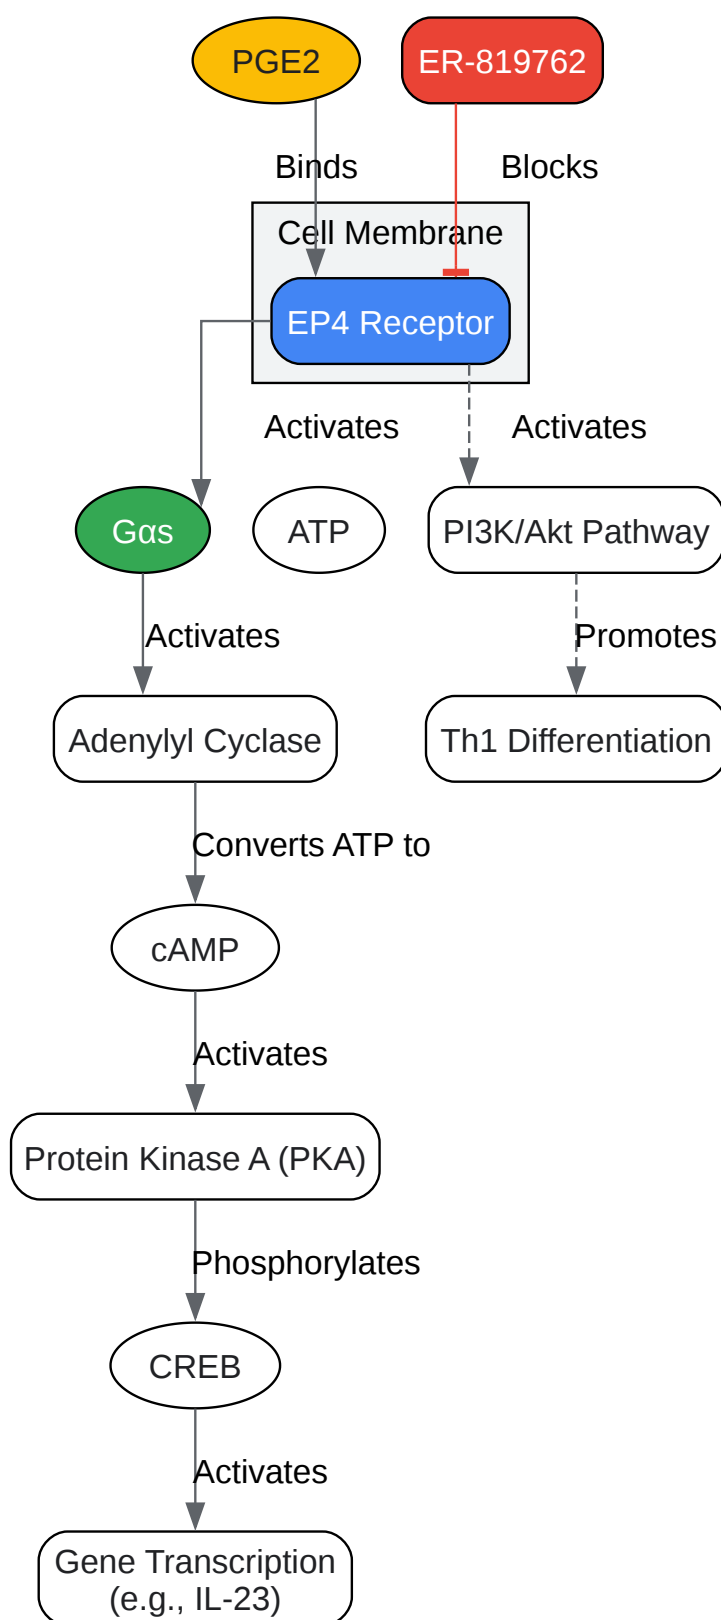 PGE2
ER-819762
Binds
Blocks
Cell Membrane
EP4 Receptor
Activates
Activates
Gαs
ATP
PI3K/Akt Pathway
Activates
Promotes
Adenylyl Cyclase
Th1 Differentiation
Converts ATP to
cAMP
Activates
Protein Kinase A (PKA)
Phosphorylates
CREB
Activates
Gene Transcription
(e.g., IL-23)